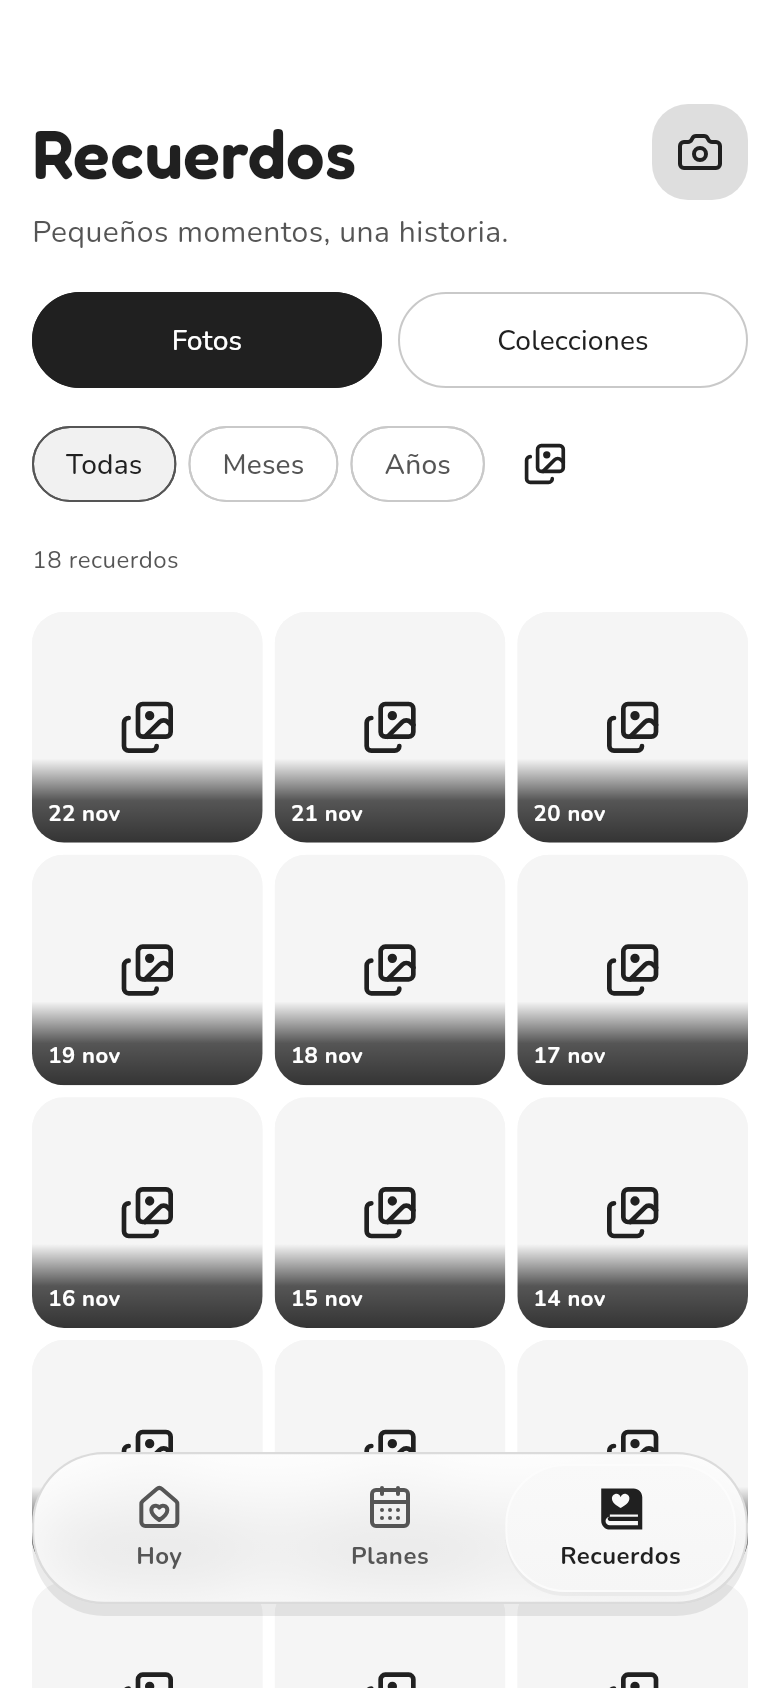 Recuerdos
Pequeños momentos, una historia.
Fotos Colecciones
Todas Meses Años
18 recuerdos
22 nov 21 nov 20 nov
19 nov 18 nov 17 nov
16 nov 15 nov 14 nov
Hoy Planes Recuerdos